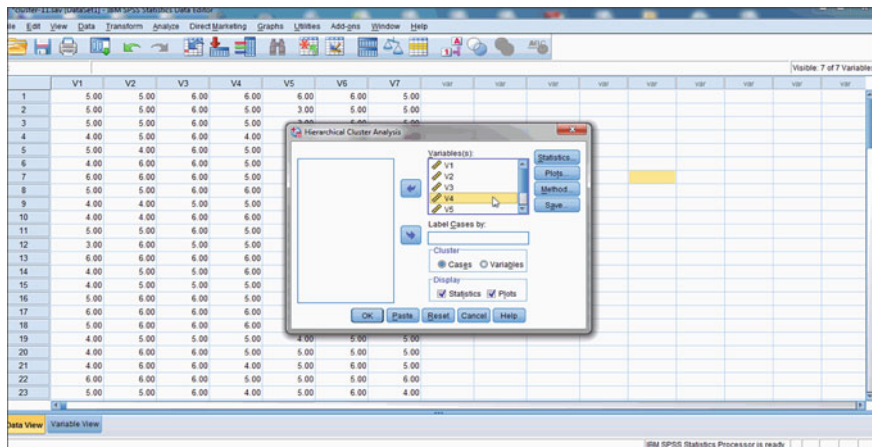 *cluster-11.sav [DataSet1] - IBM SPSS Statistics Data Editor
Edit View Data Transform Analyze Direct Marketing Graphs Utilities Add-ons Window Help
Visible: 7 of 7 Variables
V1 V2 V3 V4 V5 V6 V7 var var var var var var var var
1 5.00 5.00 6.00 6.00 6.00 6.00 5.00
2 5.00 5.00 6.00 5.00 3.00 5.00 5.00
3 5.00 5.00 6.00 5.00
4 4.00 5.00 6.00 4.00
5 5.00 4.00 6.00 5.00
6 4.00 6.00 5.00 5.00
7 6.00 6.00 6.00 5.00
8 5.00 5.00 6.00 6.00
9 4.00 4.00 5.00 5.00
10 4.00 4.00 6.00 6.00
11 5.00 5.00 5.00 5.00
12 3.00 6.00 5.00 5.00
13 6.00 6.00 6.00 6.00
14 4.00 5.00 5.00 6.00
15 4.00 5.00 6.00 5.00
16 5.00 6.00 6.00 5.00
17 6.00 6.00 6.00 6.00
18 5.00 6.00 6.00 6.00
19 4.00 5.00 5.00 5.00 4.00 5.00 5.00
20 4.00 6.00 6.00 5.00 5.00 5.00 5.00
21 4.00 6.00 6.00 4.00 5.00 6.00 5.00
22 6.00 6.00 6.00 5.00 5.00 5.00 6.00
23 5.00 5.00 6.00 4.00 5.00 6.00 4.00
Hierarchical Cluster Analysis
Variables(s):
V1
V2
V3
V4
V5
Statistics...
Plots...
Method...
Save...
Label Cases by:
Cluster
Cases Variables
Display
Statistics Plots
OK Paste Reset Cancel Help
Data View Variable View
IBM SPSS Statistics Processor is ready